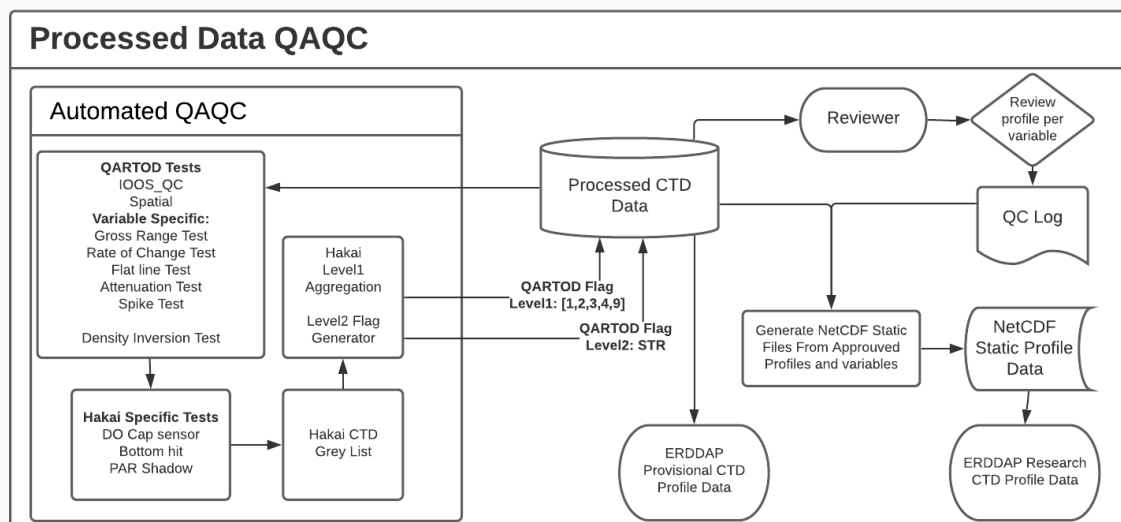 Processed Data QAQC
Automated QAQC
QARTOD Tests
IOOS_QC
Spatial
Variable Specific:
Gross Range Test
Rate of Change Test
Flat line Test
Attenuation Test
Spike Test
Density Inversion Test
Hakai Specific Tests
DO Cap sensor
Bottom hit
PAR Shadow
Hakai CTD
Grey List
Hakai
Level1
Aggregation
Level2 Flag
Generator
QARTOD Flag
Level1: [1,2,3,4,9]
QARTOD Flag
Level2: STR
Processed CTD
Data
Reviewer
Review
profile per
variable
QC Log
Generate NetCDF Static
Files From Approuved
Profiles and variables
NetCDF
Static Profile
Data
ERDDAP
Provisional CTD
Profile Data
ERDDAP Research
CTD Profile Data